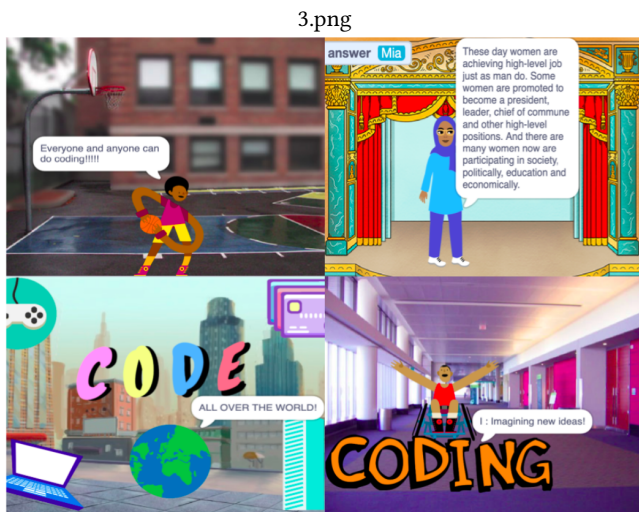 3.png
Everyone and anyone can
do coding!!!!!
answer Mia
These day women are
achieving high-level job
just as man do. Some
women are promoted to
become a president,
leader, chief of commune
and other high-level
positions. And there are
many women now are
participating in society,
politically, education and
economically.
CODE
ALL OVER THE WORLD!
I : Imagining new ideas!
CODING